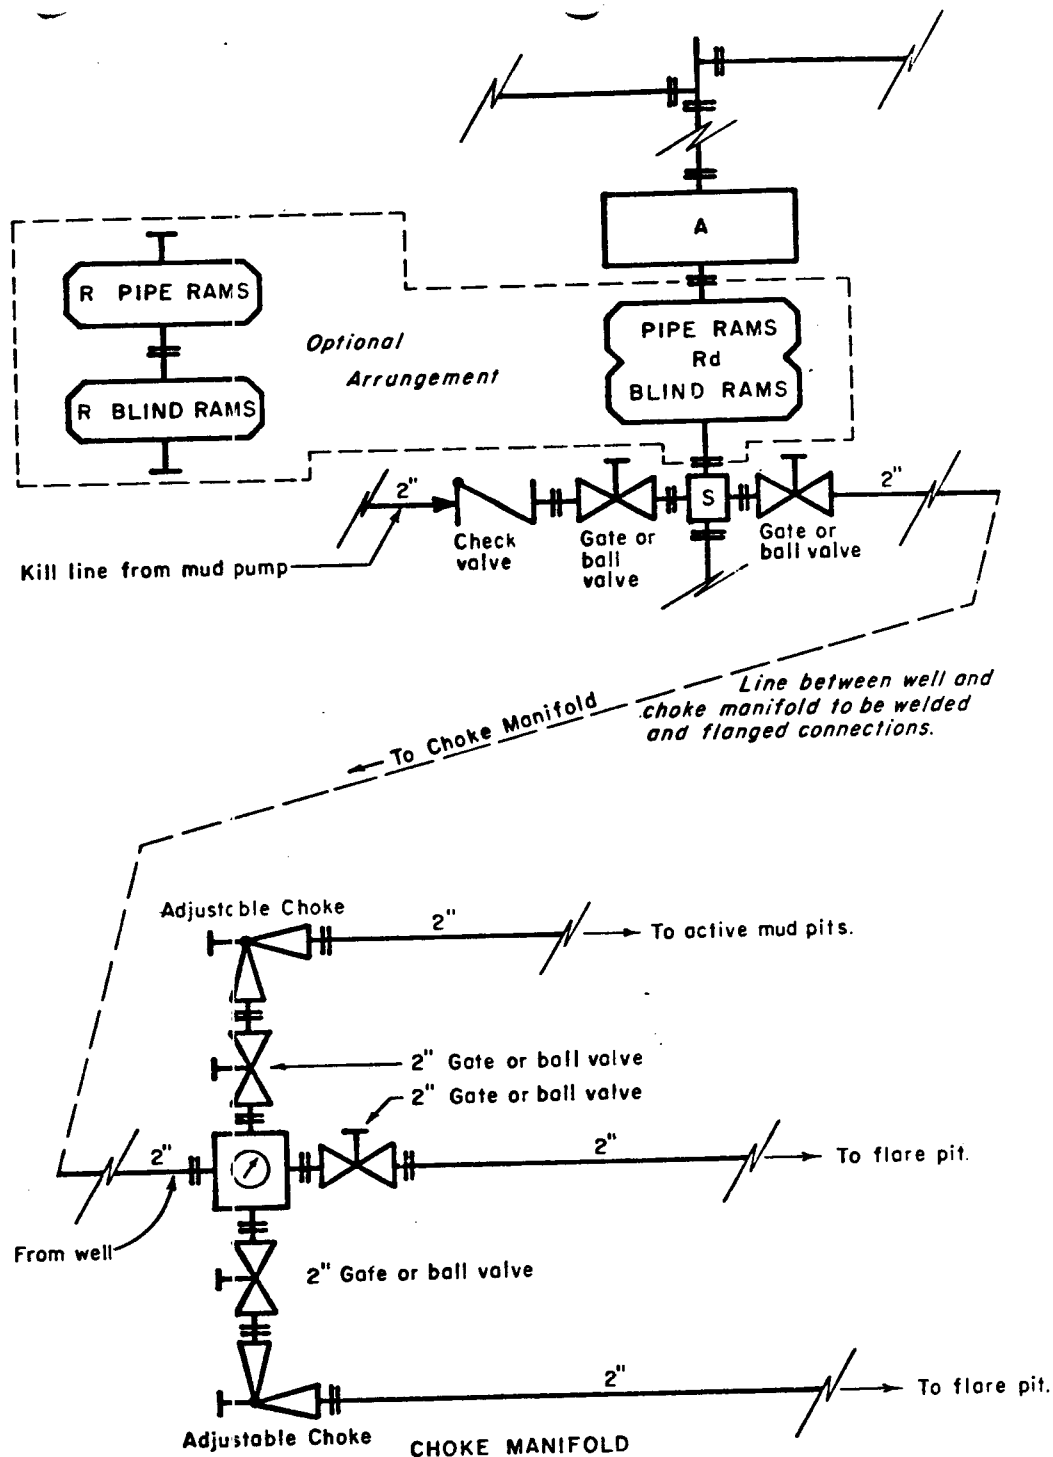 A
R PIPE RAMS
R BLIND RAMS
Optional
Arrangement
PIPE RAMS
Rd
BLIND RAMS
2"
S
2"
Check
valve
Gate or
ball
valve
Gate or
ball valve
Kill line from mud pump
Line between well and
choke manifold to be welded
and flanged connections.
To Choke Manifold
Adjustable Choke
2"
To active mud pits.
2" Gate or ball valve
2" Gate or ball valve
2"
2"
To flare pit.
From well
2" Gate or ball valve
2"
To flare pit.
Adjustable Choke
CHOKE MANIFOLD